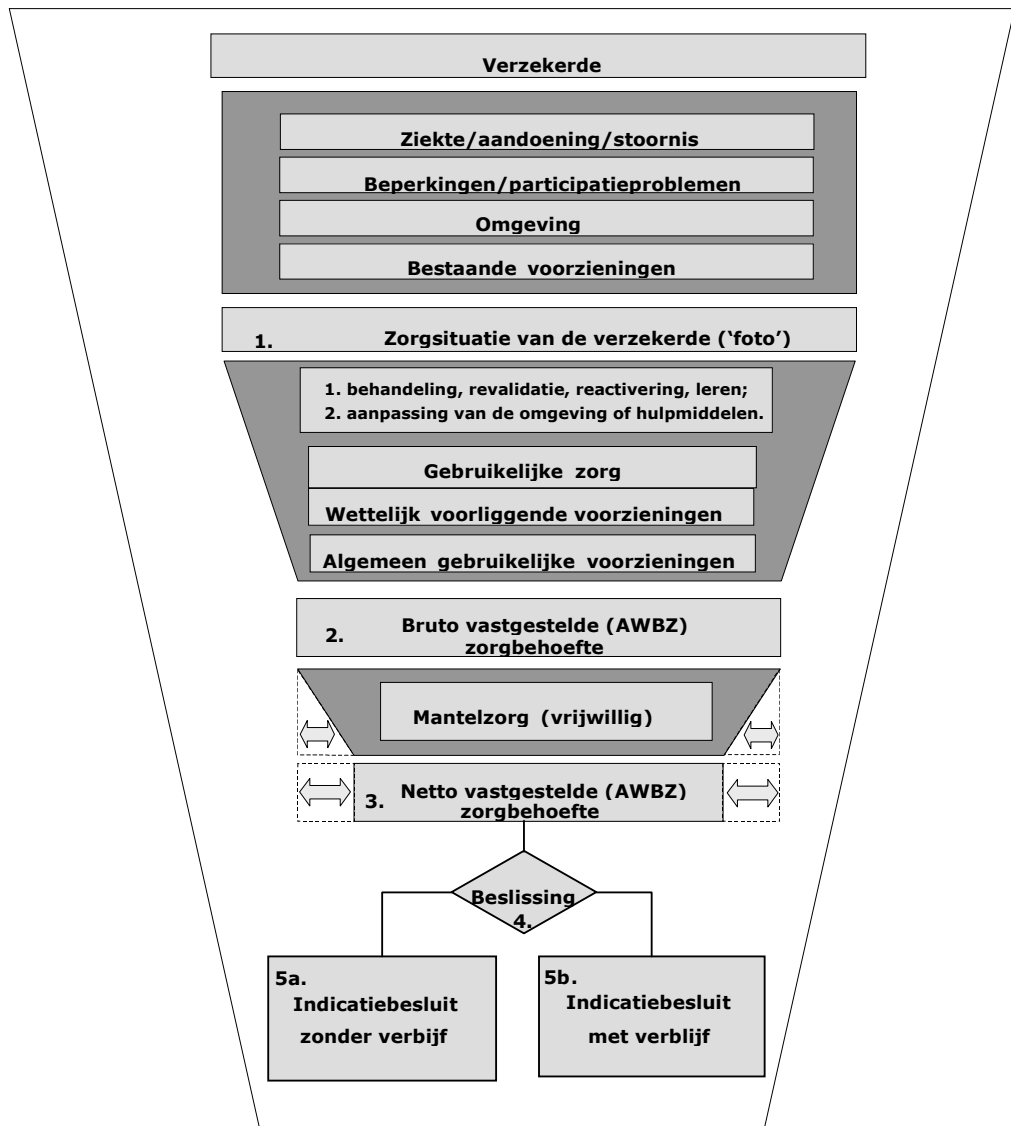 Verzekerde
Ziekte/aandoening/stoornis
Beperkingen/participatieproblemen
Omgeving
Bestaande voorzieningen
1. Zorgsituatie van de verzekerde (‘foto’)
1. behandeling, revalidatie, reactivering, leren;
2. aanpassing van de omgeving of hulpmiddelen.
Gebruikelijke zorg
Wettelijk voorliggende voorzieningen
Algemeen gebruikelijke voorzieningen
2. Bruto vastgestelde (AWBZ)
zorgbehoefte
Mantelzorg (vrijwillig)
3. Netto vastgestelde (AWBZ)
zorgbehoefte
Beslissing
4.
5a.
Indicatiebesluit
zonder verbijf
5b.
Indicatiebesluit
met verblijf